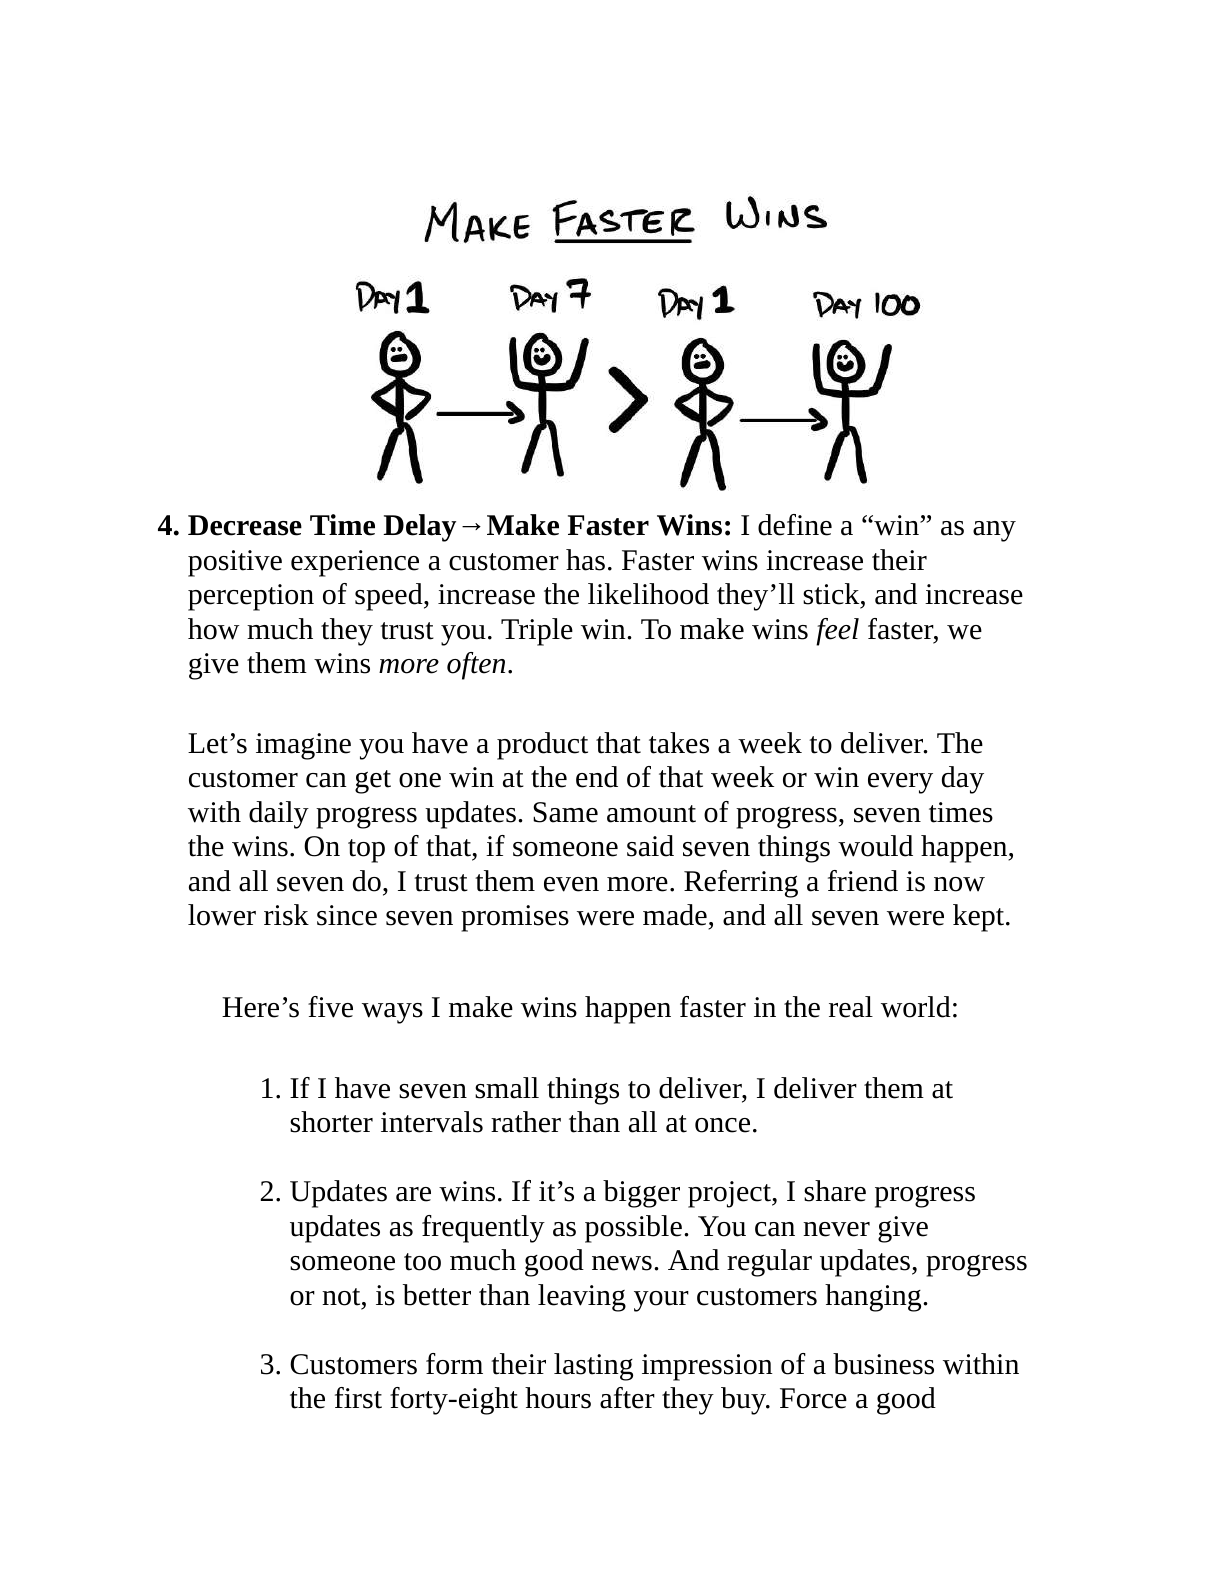 MAKE FASTER WINS
DAY 1 DAY 7 > DAY 1 DAY 100
4. Decrease Time Delay→Make Faster Wins: I define a “win” as any
positive experience a customer has. Faster wins increase their
perception of speed, increase the likelihood they’ll stick, and increase
how much they trust you. Triple win. To make wins feel faster, we
give them wins more often.
Let’s imagine you have a product that takes a week to deliver. The
customer can get one win at the end of that week or win every day
with daily progress updates. Same amount of progress, seven times
the wins. On top of that, if someone said seven things would happen,
and all seven do, I trust them even more. Referring a friend is now
lower risk since seven promises were made, and all seven were kept.
Here’s five ways I make wins happen faster in the real world:
1. If I have seven small things to deliver, I deliver them at
shorter intervals rather than all at once.
2. Updates are wins. If it’s a bigger project, I share progress
updates as frequently as possible. You can never give
someone too much good news. And regular updates, progress
or not, is better than leaving your customers hanging.
3. Customers form their lasting impression of a business within
the first forty-eight hours after they buy. Force a good